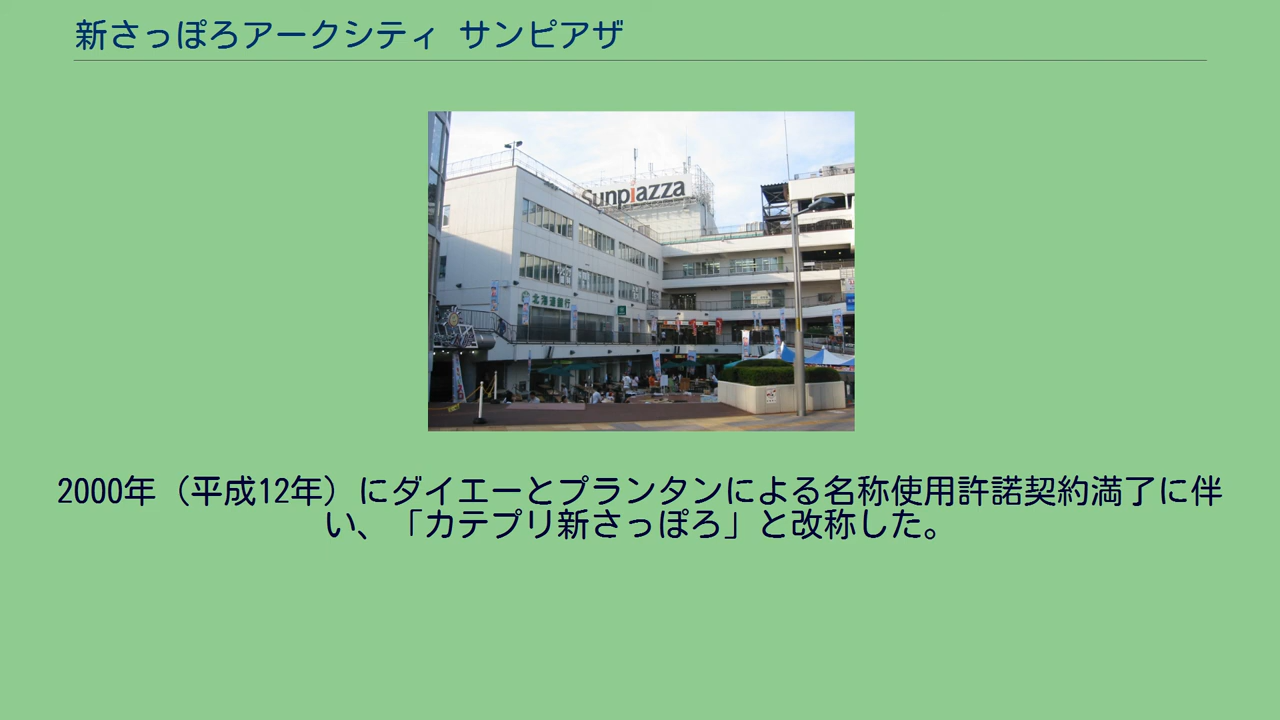 新さっぽろアークシティ サンピアザ
Sunpiazza
北海道銀行
2000年（平成12年）にダイエーとプランタンによる名称使用許諾契約満了に伴
い、「カテプリ新さっぽろ」と改称した。